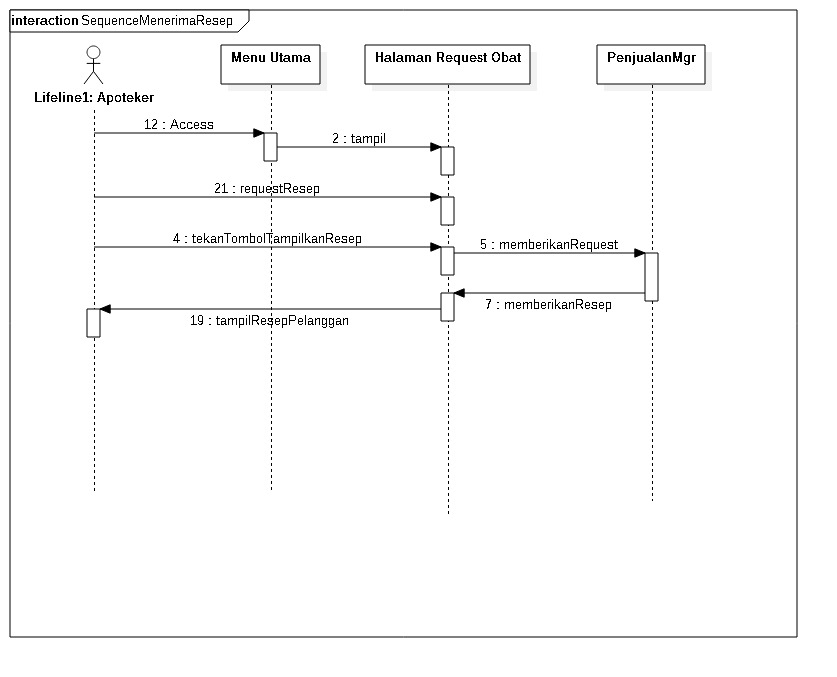 interaction SequenceMenerimaResep
Menu Utama
Halaman Request Obat
PenjualanMgr
Lifeline1: Apoteker
12 : Access
2 : tampil
21 : requestResep
4 : tekanTombolTampilkanResep
5 : memberikanRequest
7 : memberikanResep
19 : tampilResepPelanggan